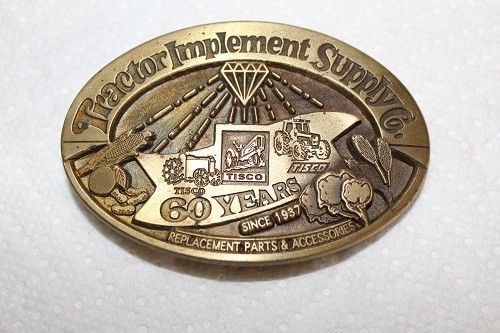 Tractor Implement Supply Co.
TISCO
TISCO
TISCO
60 YEARS
SINCE 1937
REPLACEMENT PARTS & ACCESSORIES